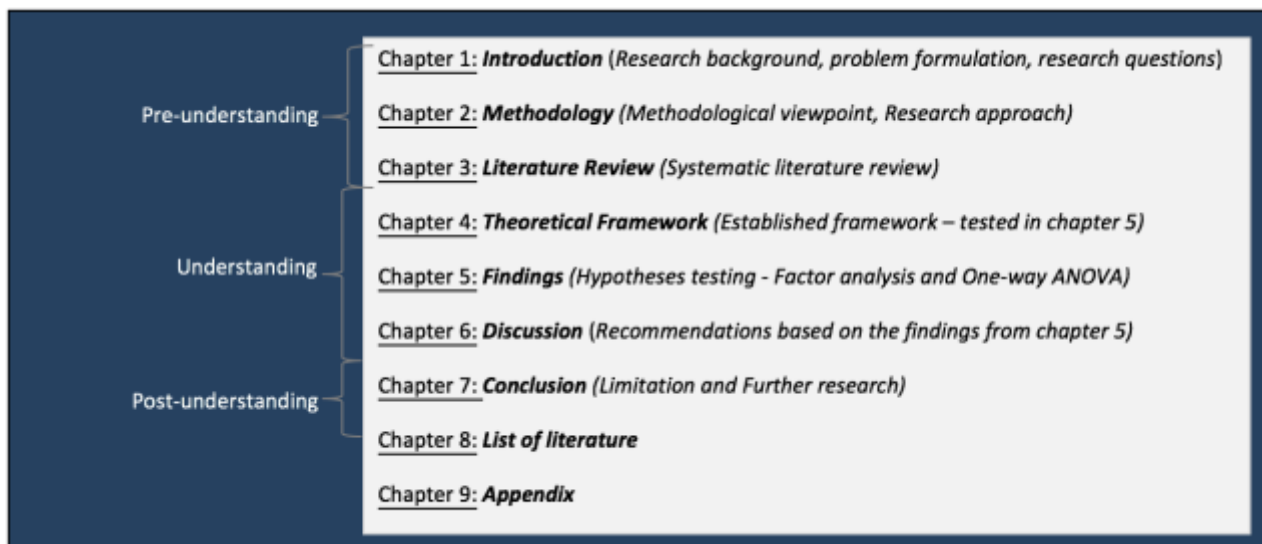 Chapter 1: Introduction (Research background, problem formulation, research questions)
Pre-understanding
Chapter 2: Methodology (Methodological viewpoint, Research approach)
Chapter 3: Literature Review (Systematic literature review)
Chapter 4: Theoretical Framework (Established framework – tested in chapter 5)
Understanding
Chapter 5: Findings (Hypotheses testing - Factor analysis and One-way ANOVA)
Chapter 6: Discussion (Recommendations based on the findings from chapter 5)
Chapter 7: Conclusion (Limitation and Further research)
Post-understanding
Chapter 8: List of literature
Chapter 9: Appendix